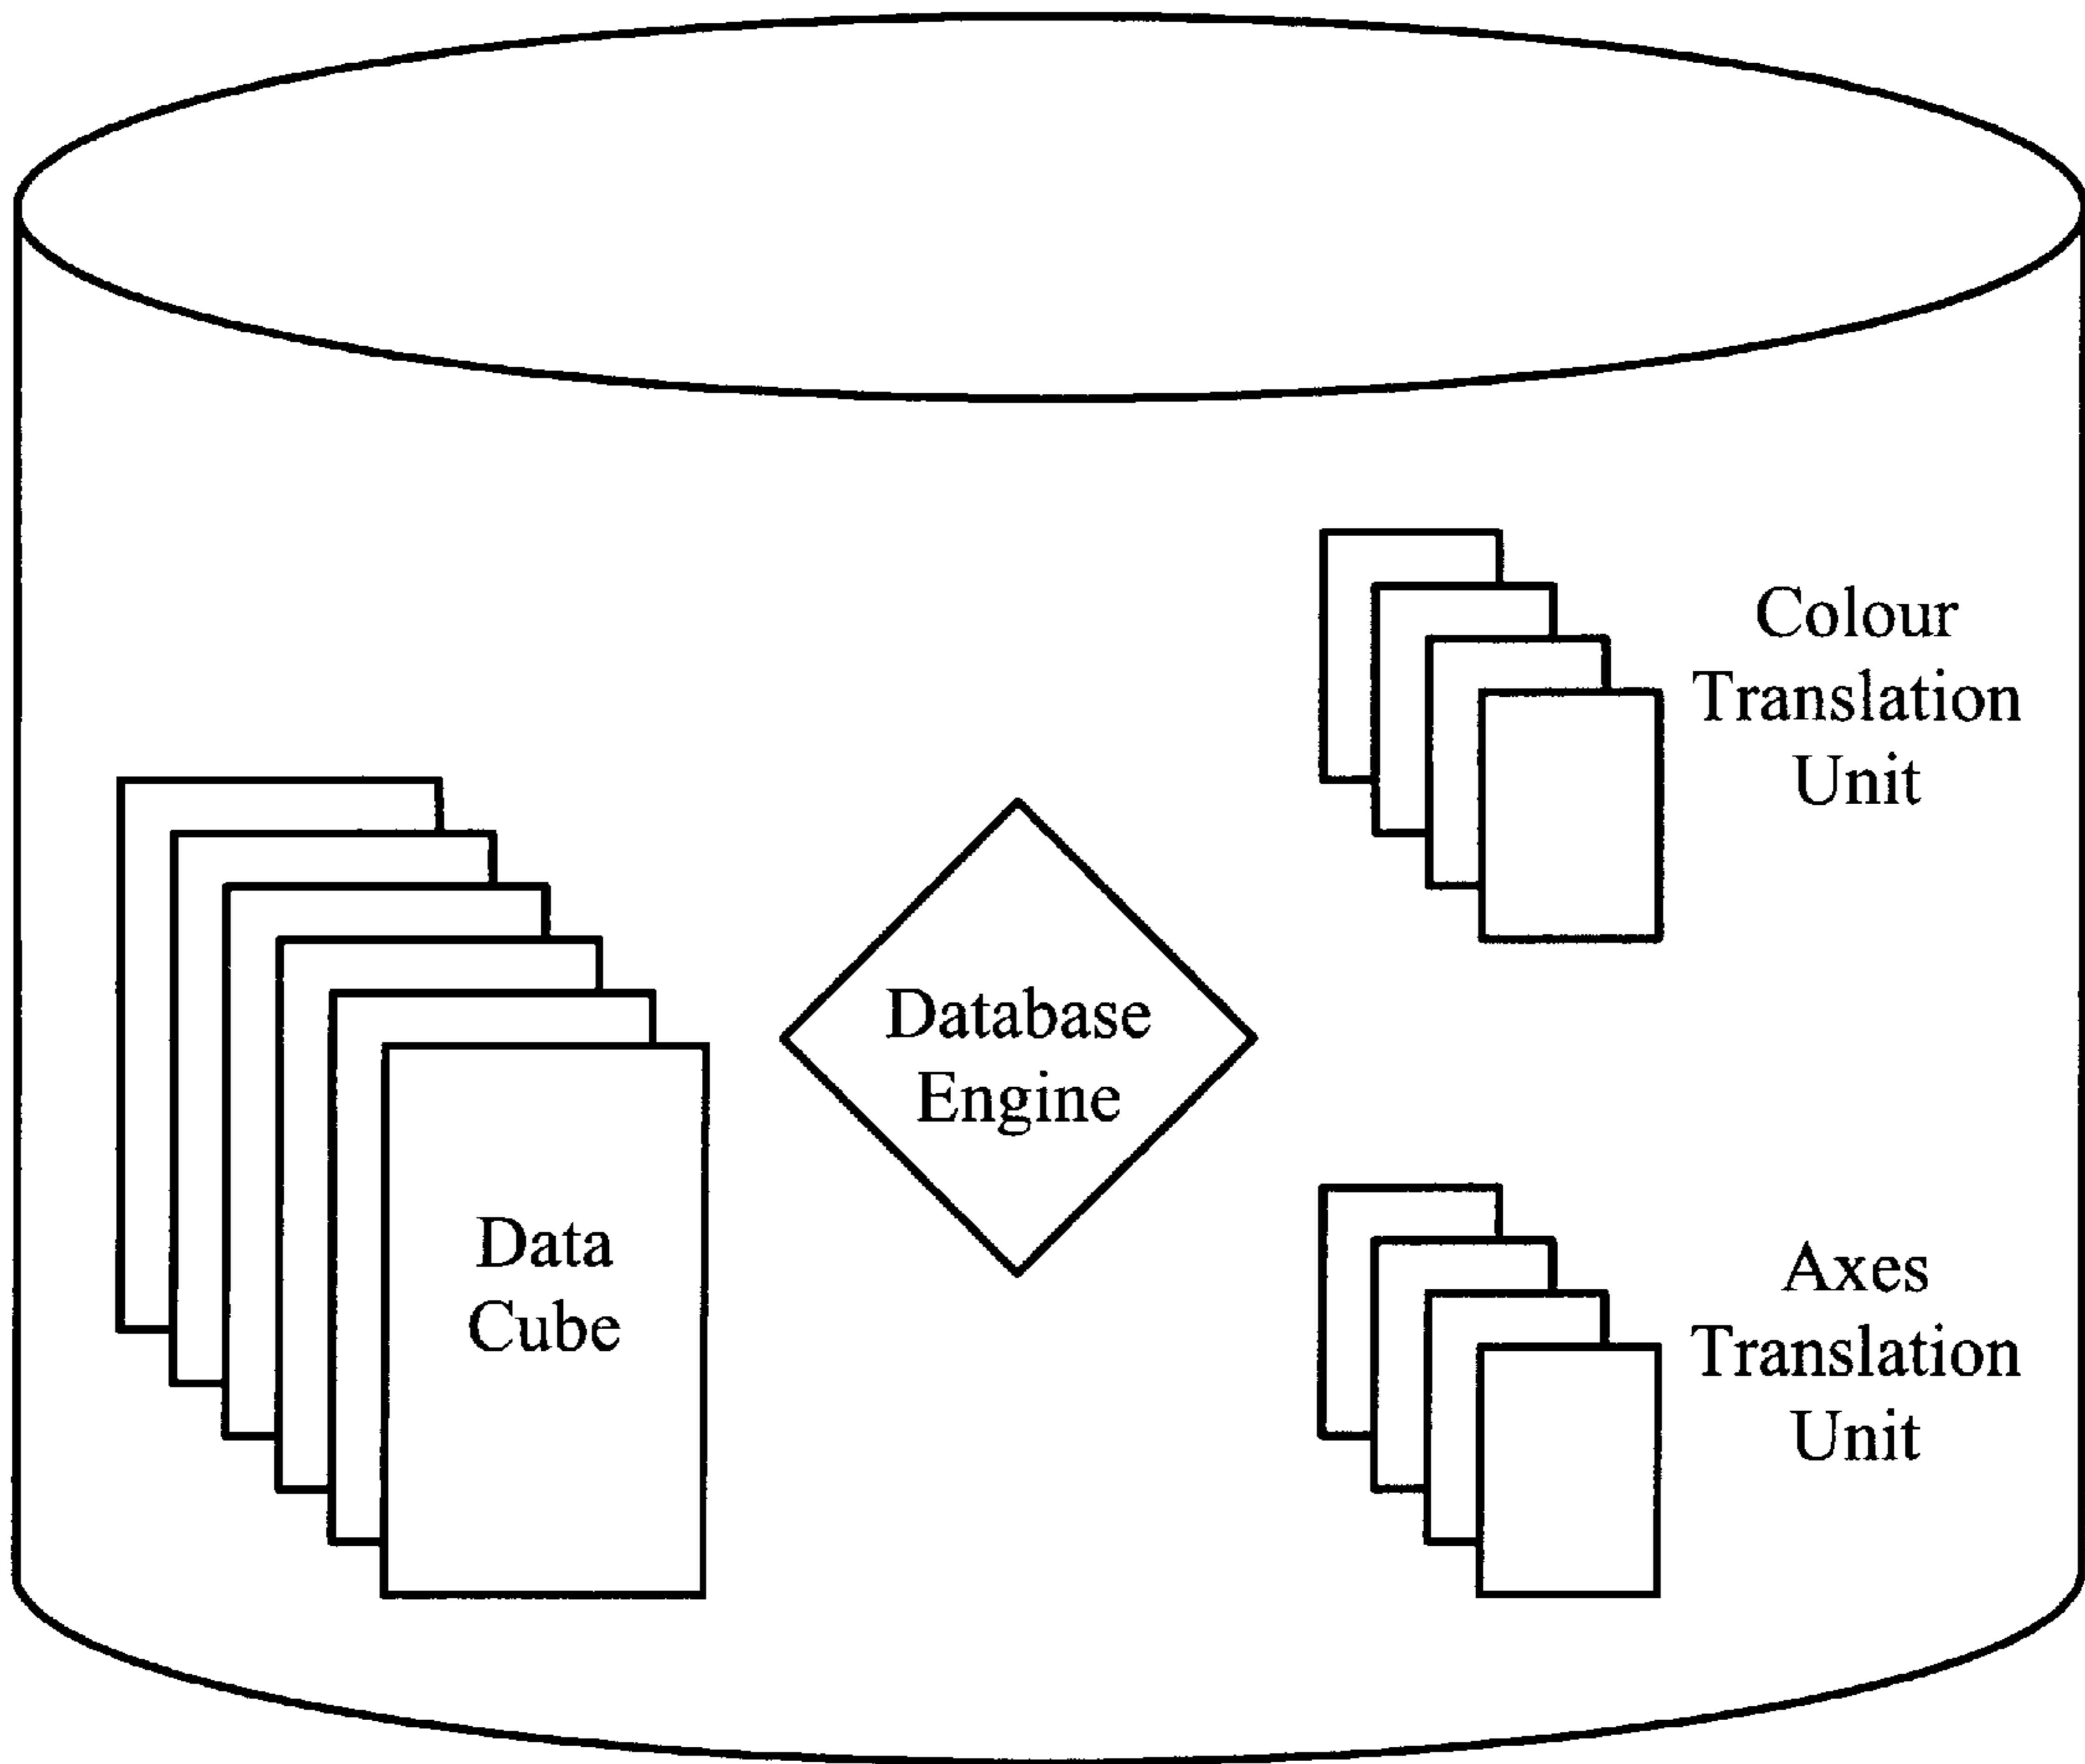 Colour
Translation
Unit
Database
Engine
Data
Cube
Axes
Translation
Unit